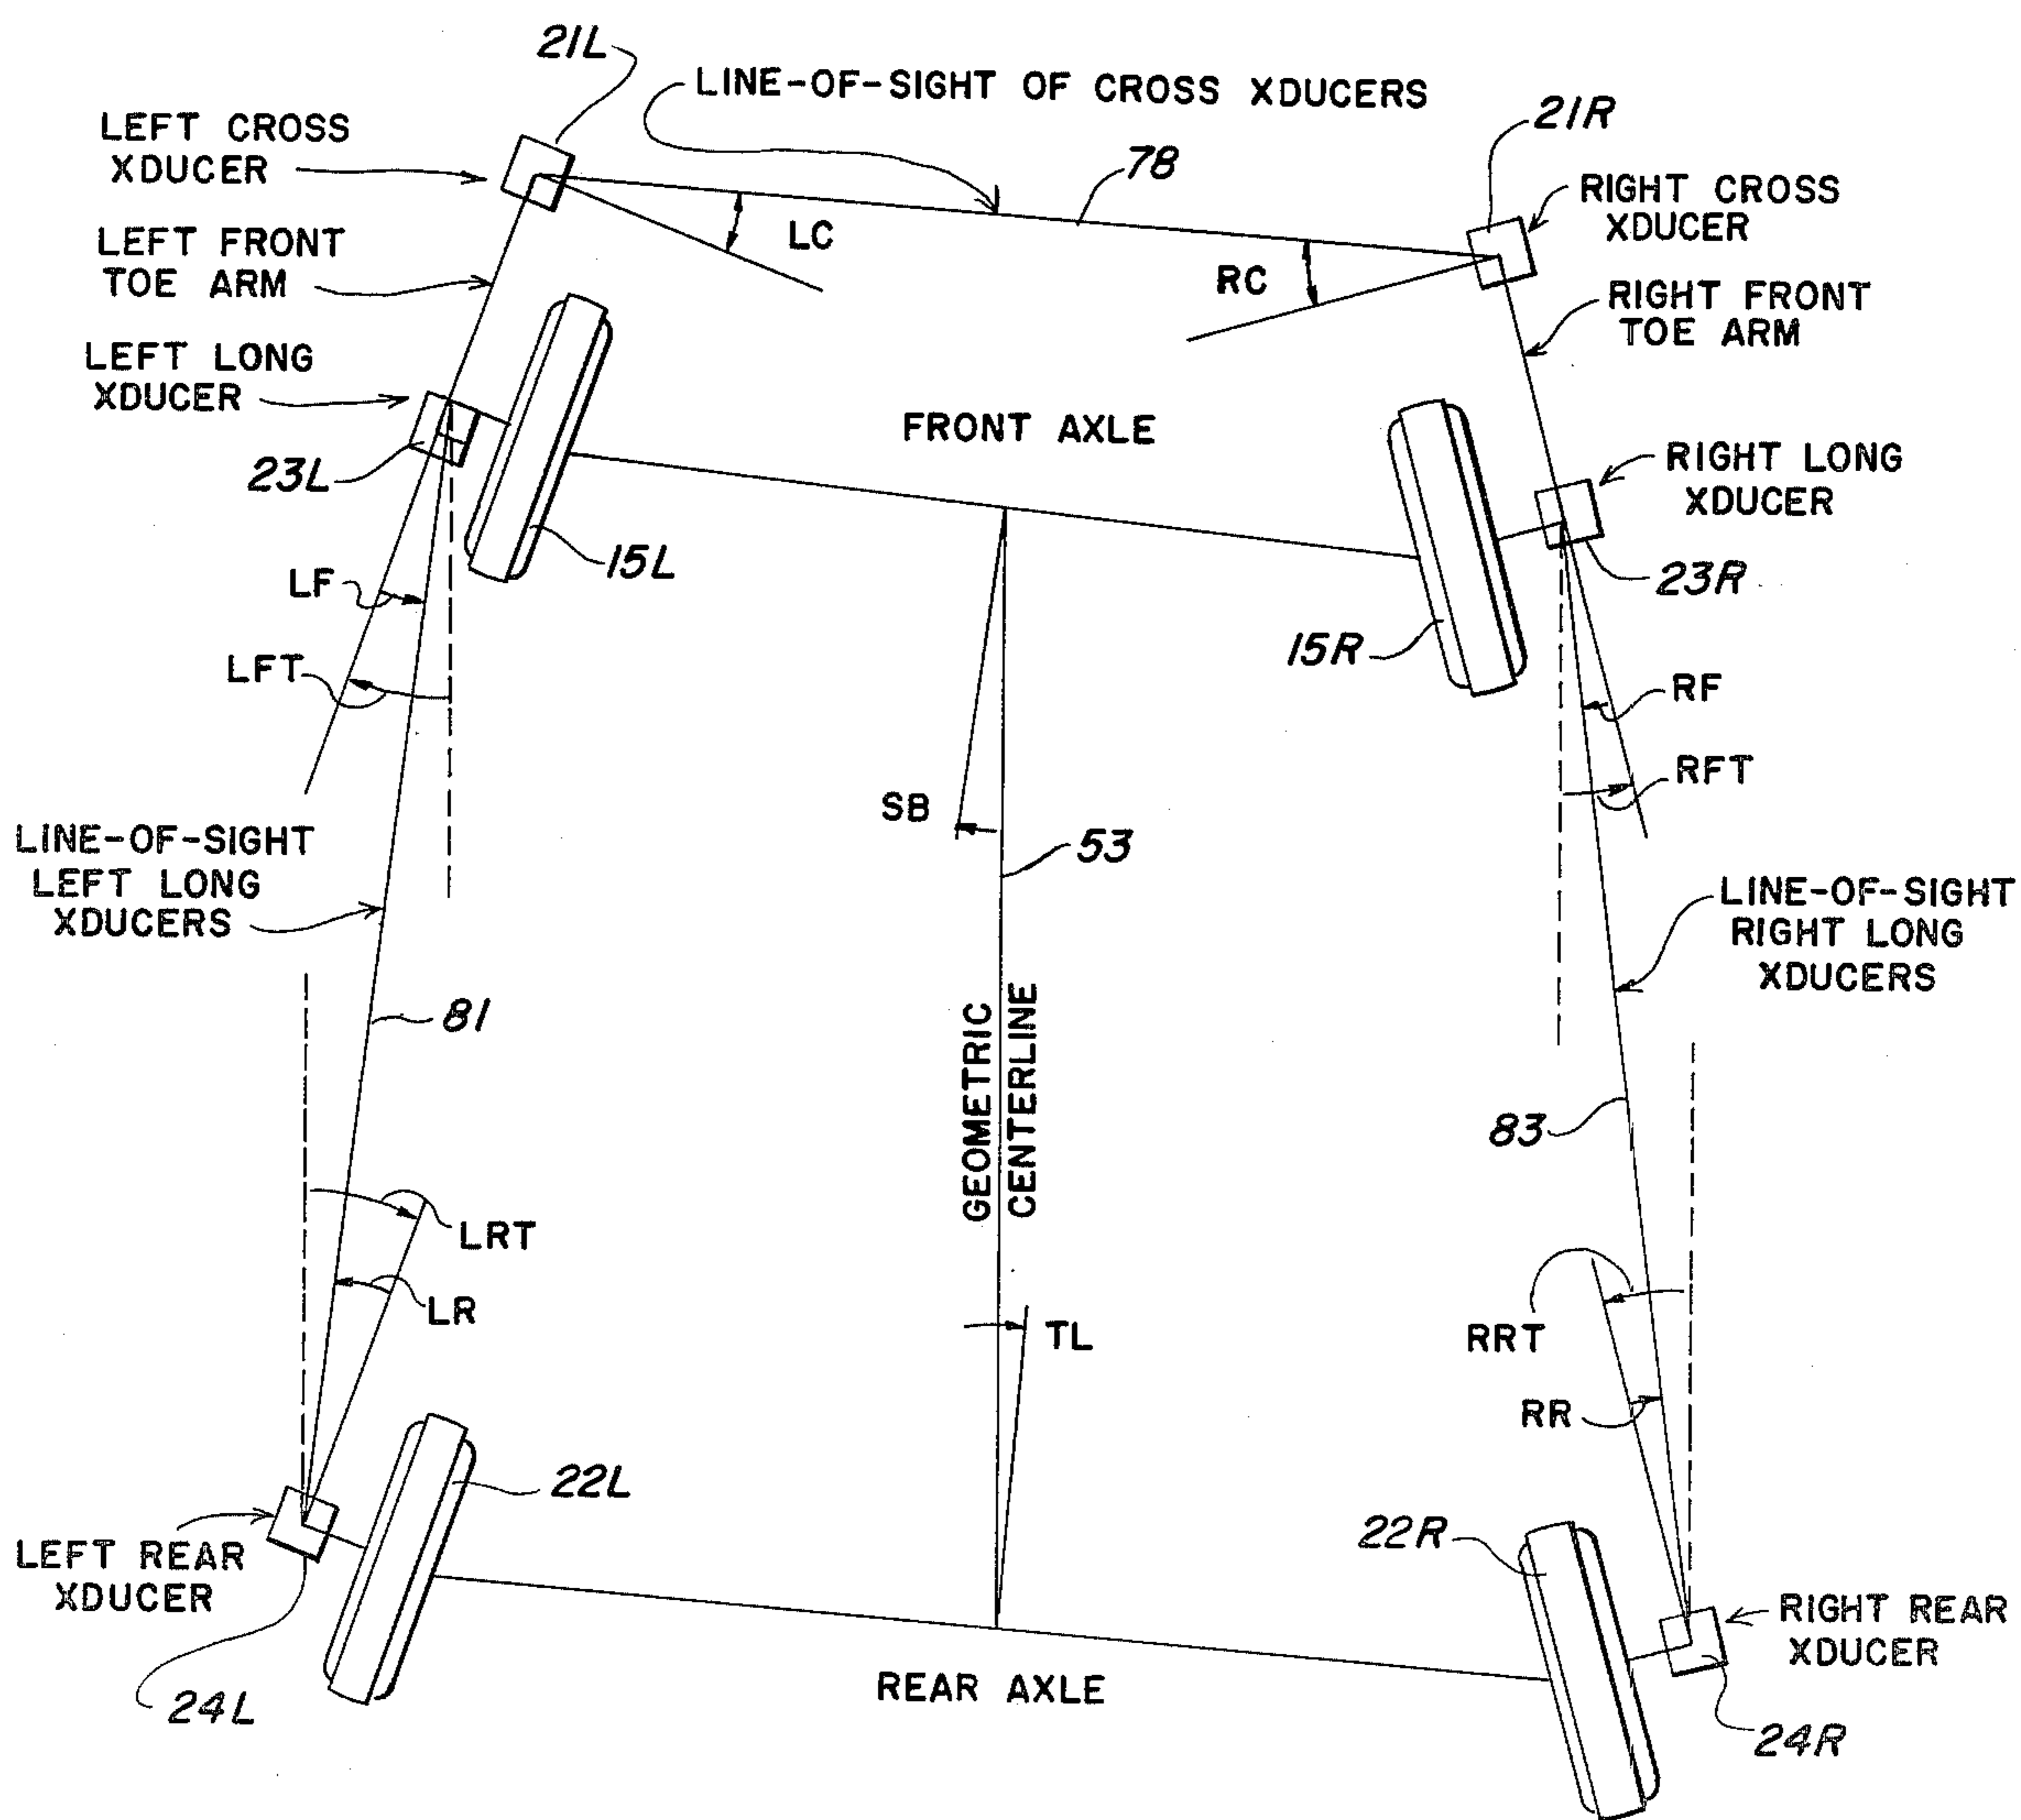 21L
LINE-OF-SIGHT OF CROSS XDUCERS
21R
LEFT CROSS
XDUCER
78
RIGHT CROSS
XDUCER
LEFT FRONT
TOE ARM
LC
RC
RIGHT FRONT
TOE ARM
LEFT LONG
XDUCER
FRONT AXLE
RIGHT LONG
XDUCER
23L
15L
23R
LF
15R
LFT
RF
RFT
SB
53
LINE-OF-SIGHT
LEFT LONG
XDUCERS
LINE-OF-SIGHT
RIGHT LONG
XDUCERS
81
GEOMETRIC
CENTERLINE
83
LRT
LR
TL
RRT
RR
22L
22R
LEFT REAR
XDUCER
RIGHT REAR
XDUCER
REAR AXLE
24L
24R